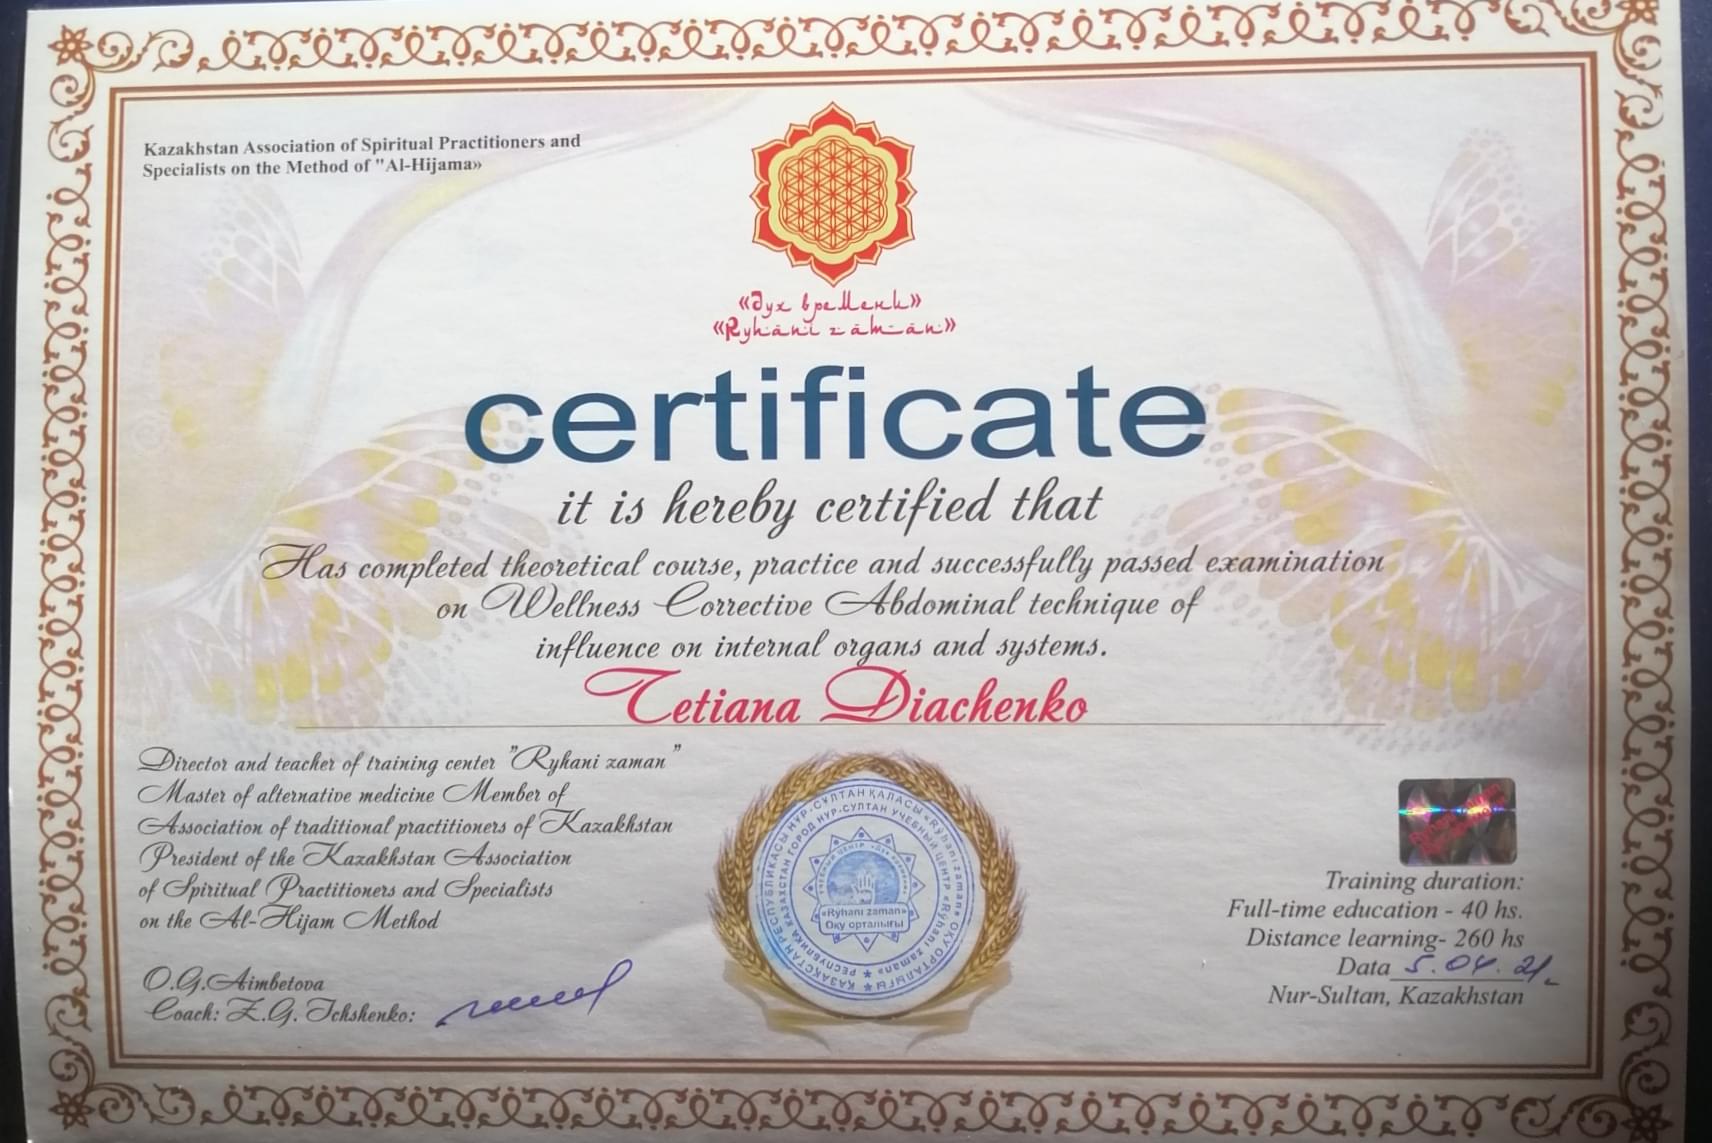 Kazakhstan Association of Spiritual Practitioners and
Specialists on the Method of "Al-Hijama»
«Дух времени»
«Ryhani zaman»
certificate
it is hereby certified that
Has completed theoretical course, practice and successfully passed examination
on Wellness Corrective Abdominal technique of
influence on internal organs and systems.
Tetiana Diachenko
Director and teacher of training center "Ryhani zaman"
Master of alternative medicine Member of
Association of traditional practitioners of Kazakhstan
President of the Kazakhstan Association
of Spiritual Practitioners and Specialists
on the Al-Hijam Method
O.G.Aimbetova
Coach: Z.G. Ichshenko:
ҚАЗАҚСТАН РЕСПУБЛИКАСЫ НҰР-СҰЛТАН ҚАЛАСЫ «Ryhani zaman» ОҚУ ОРТАЛЫҒЫ
РЕСПУБЛИКА КАЗАХСТАН ГОРОД НУР-СУЛТАН УЧЕБНЫЙ ЦЕНТР «Ryhani zaman»
«Ryhani zaman»
Оқу орталығы
Training duration:
Full-time education - 40 hs.
Distance learning- 260 hs
Data 5.04.21
Nur-Sultan, Kazakhstan